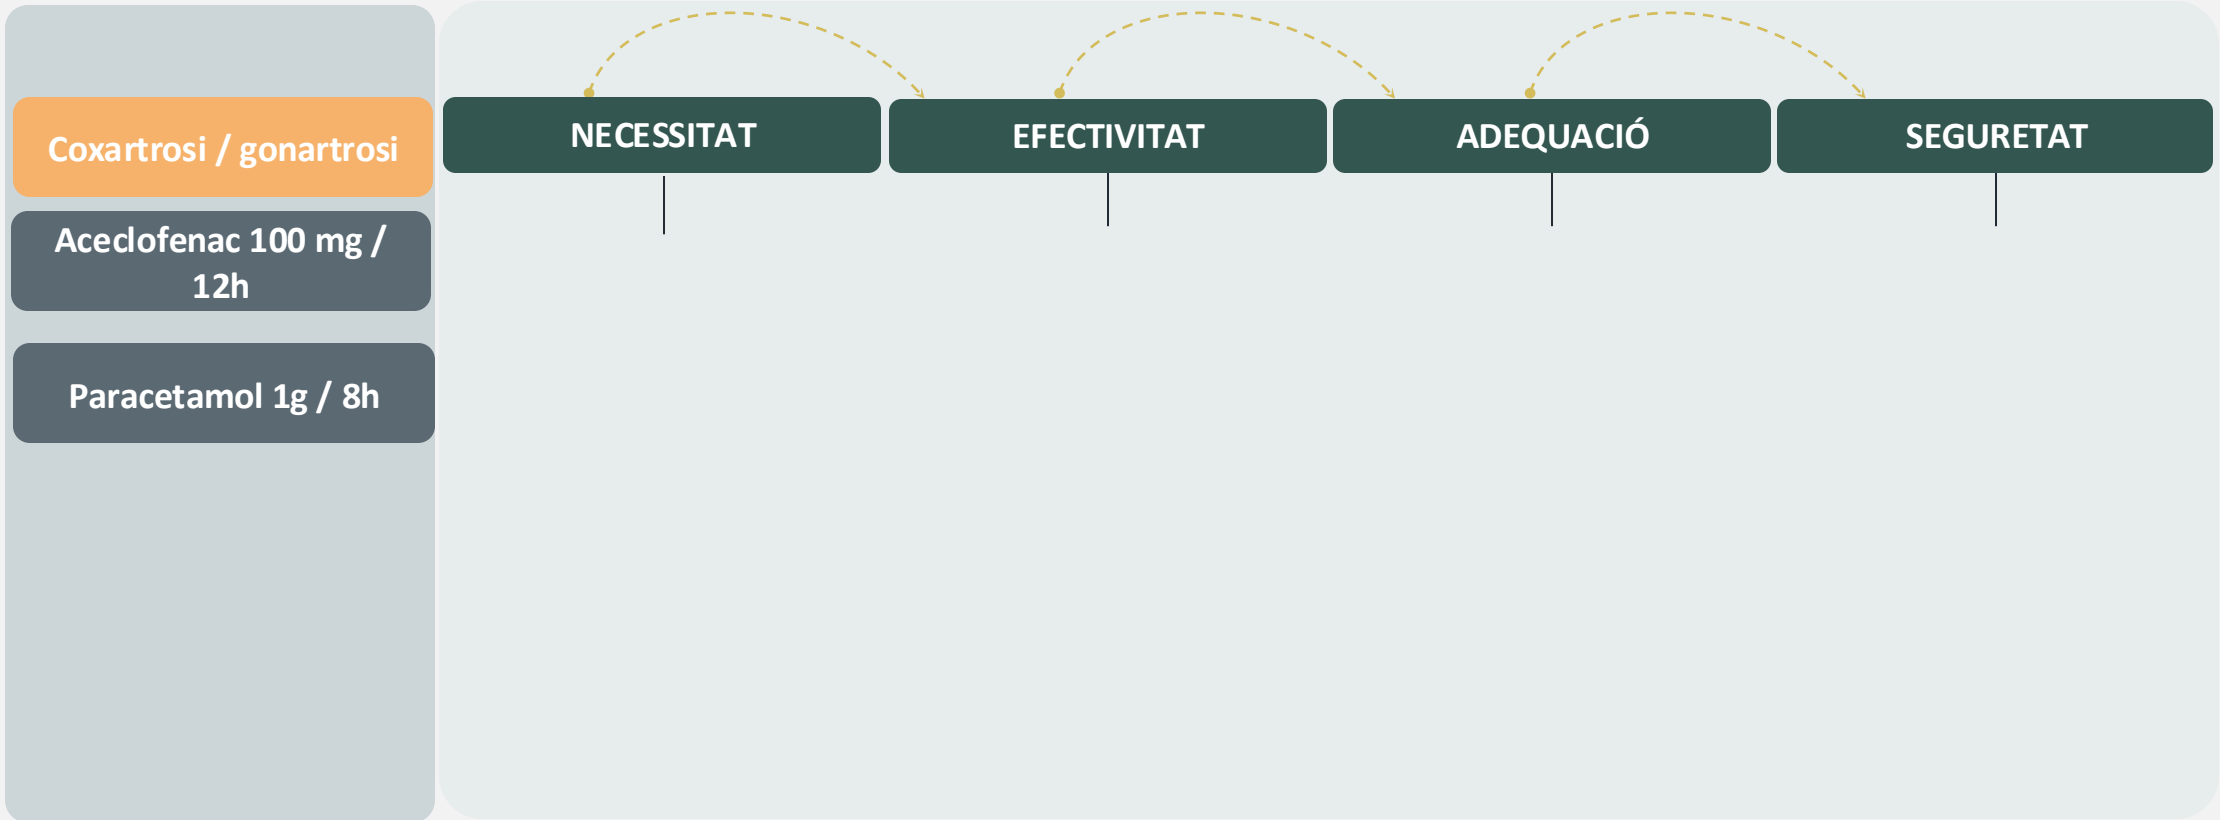 NECESSITAT
EFECTIVITAT
ADEQUACIÓ
SEGURETAT
Coxartrosi / gonartrosi
Aceclofenac 100 mg /
12h
Paracetamol 1g / 8h